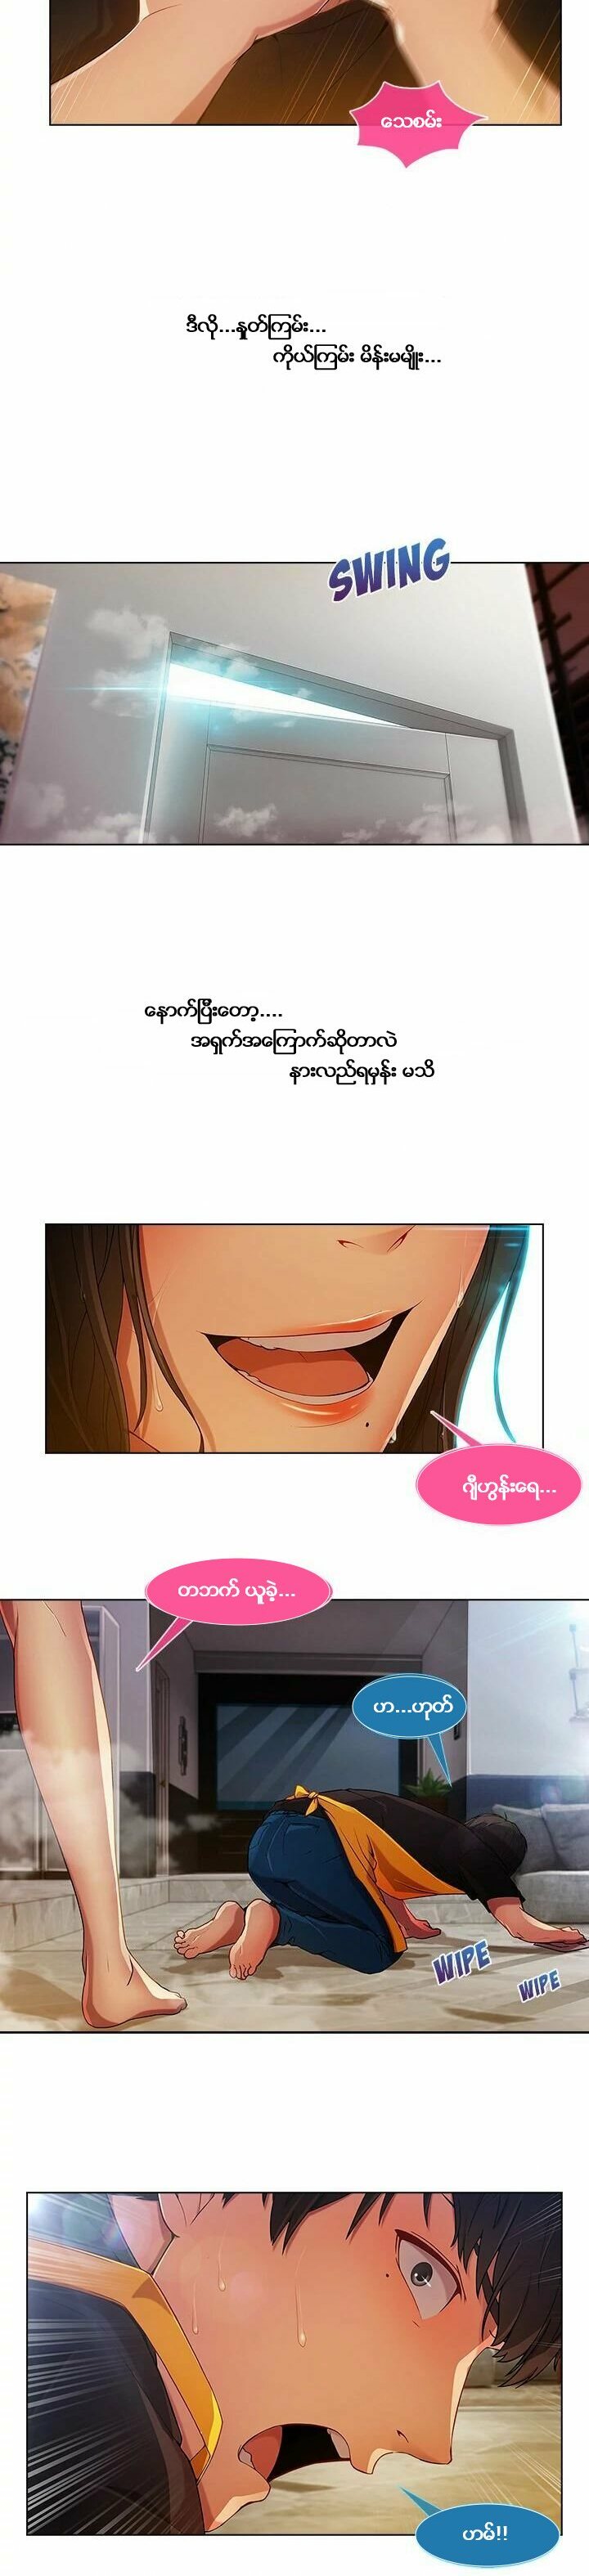 သေစမ်း
ဒီလို...နှုတ်ကြမ်း...
ကိုယ်ကြမ်း မိန်းမမျိုး...
SWING
နောက်ပြီးတော့....
အရှက်အကြောက်ဆိုတာလဲ
နားလည်ရမှန်း မသိ
ဂျီဟွန်းရေ...
တဘက် ယူခဲ့...
ဟ...ဟုတ်
WIPE
WIPE
ဟမ်!!